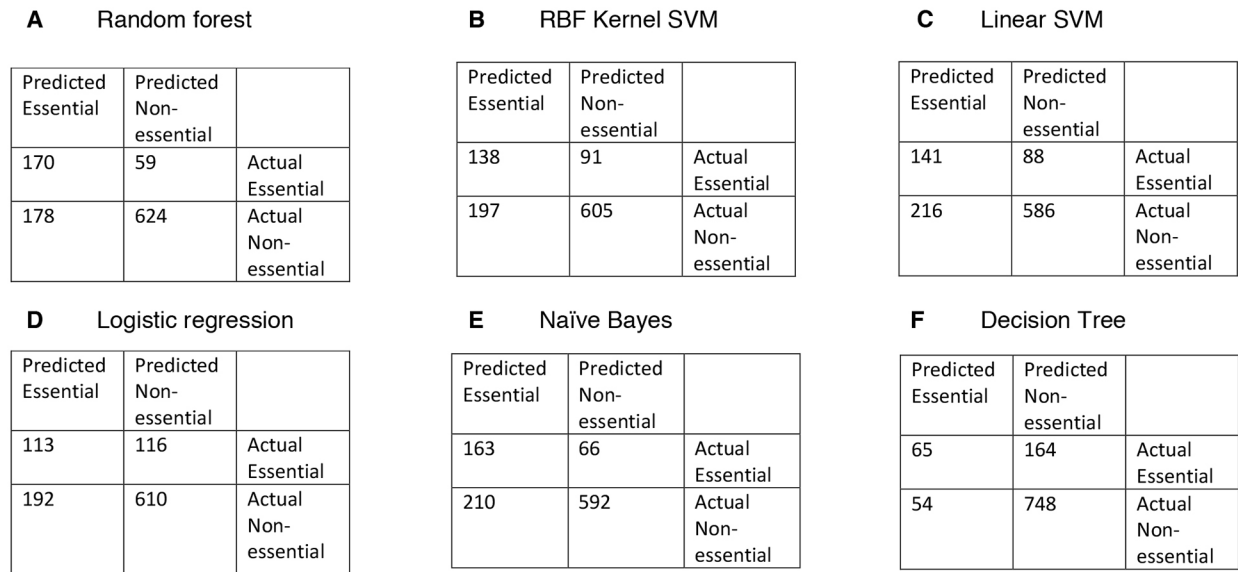 A Random forest
Predicted Essential | Predicted Non-essential |
170 | 59 | Actual Essential
178 | 624 | Actual Non-essential
B RBF Kernel SVM
Predicted Essential | Predicted Non-essential |
138 | 91 | Actual Essential
197 | 605 | Actual Non-essential
C Linear SVM
Predicted Essential | Predicted Non-essential |
141 | 88 | Actual Essential
216 | 586 | Actual Non-essential
D Logistic regression
Predicted Essential | Predicted Non-essential |
113 | 116 | Actual Essential
192 | 610 | Actual Non-essential
E Naïve Bayes
Predicted Essential | Predicted Non-essential |
163 | 66 | Actual Essential
210 | 592 | Actual Non-essential
F Decision Tree
Predicted Essential | Predicted Non-essential |
65 | 164 | Actual Essential
54 | 748 | Actual Non-essential